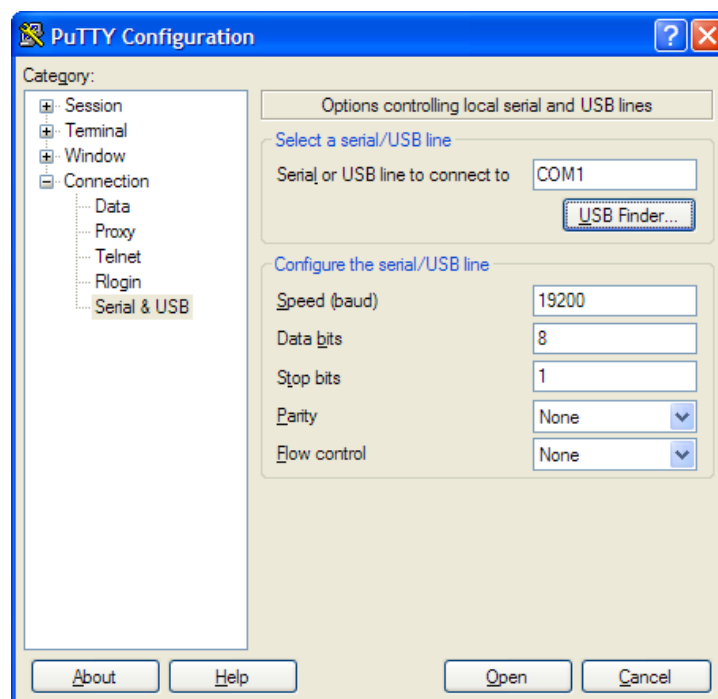 PuTTY Configuration
Category:
Session
Terminal
Window
Connection
Data
Proxy
Telnet
Rlogin
Serial & USB
Options controlling local serial and USB lines
Select a serial/USB line
Serial or USB line to connect to COM1
USB Finder...
Configure the serial/USB line
Speed (baud) 19200
Data bits 8
Stop bits 1
Parity None
Flow control None
About Help Open Cancel